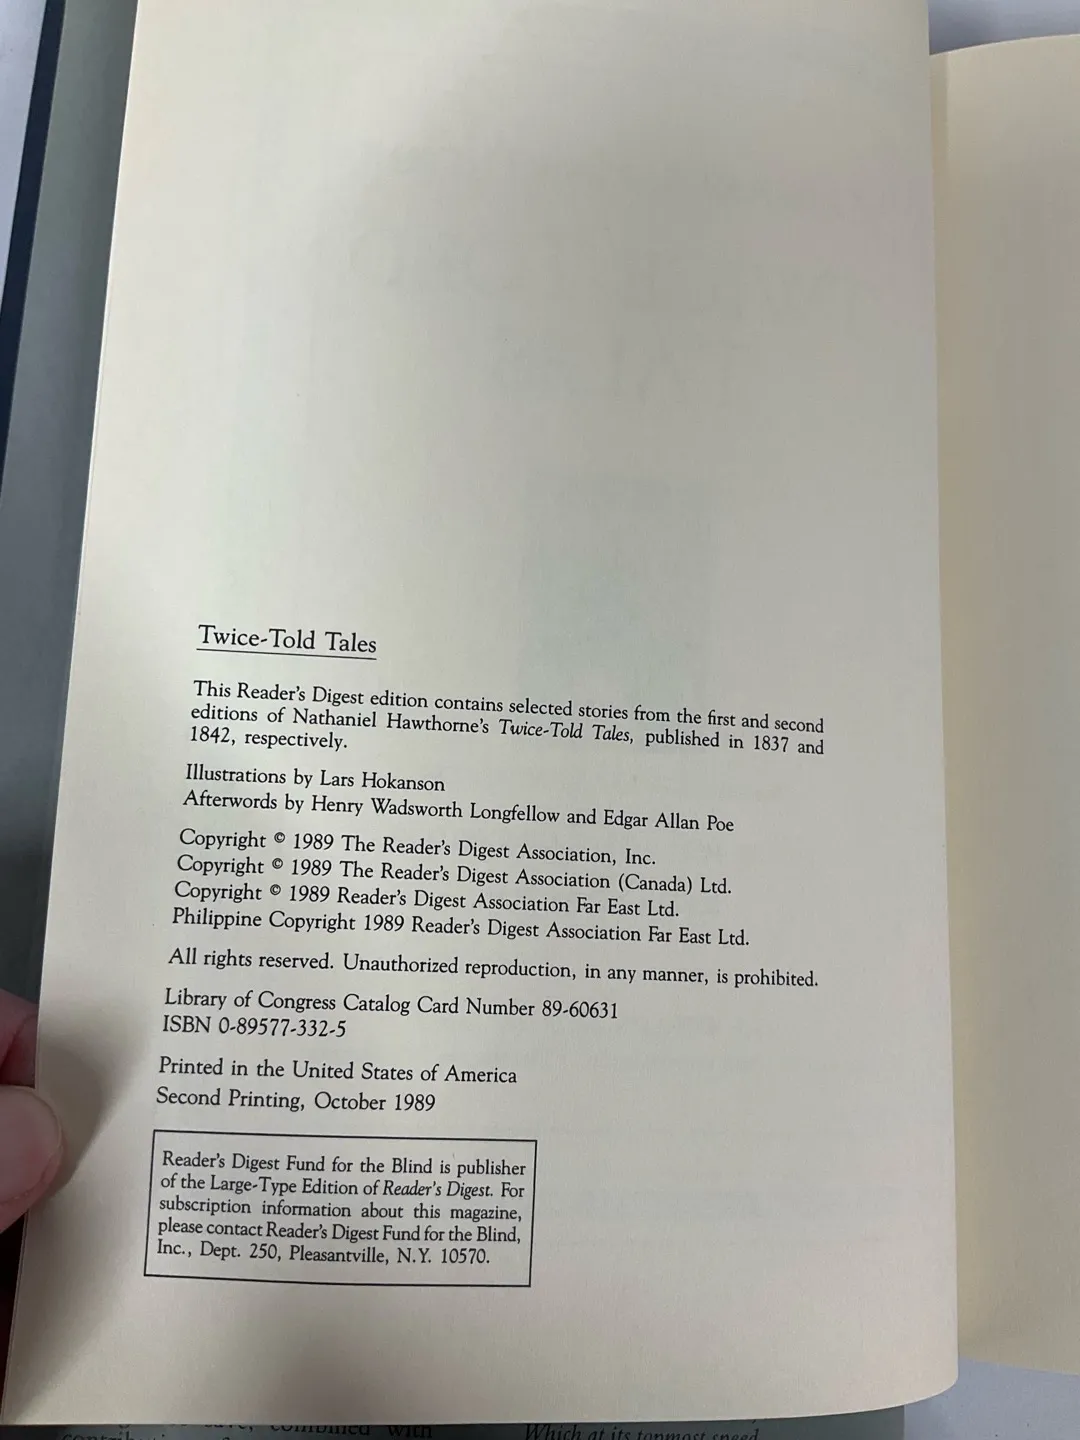 Twice-Told Tales
This Reader's Digest edition contains selected stories from the first and second
editions of Nathaniel Hawthorne's Twice-Told Tales, published in 1837 and
1842, respectively.
Illustrations by Lars Hokanson
Afterwords by Henry Wadsworth Longfellow and Edgar Allan Poe
Copyright © 1989 The Reader's Digest Association, Inc.
Copyright © 1989 The Reader's Digest Association (Canada) Ltd.
Copyright © 1989 Reader's Digest Association Far East Ltd.
Philippine Copyright 1989 Reader's Digest Association Far East Ltd.
All rights reserved. Unauthorized reproduction, in any manner, is prohibited.
Library of Congress Catalog Card Number 89-60631
ISBN 0-89577-332-5
Printed in the United States of America
Second Printing, October 1989
Reader's Digest Fund for the Blind is publisher
of the Large-Type Edition of Reader's Digest. For
subscription information about this magazine,
please contact Reader's Digest Fund for the Blind,
Inc., Dept. 250, Pleasantville, N.Y. 10570.
combined with
Which at its topmost speed